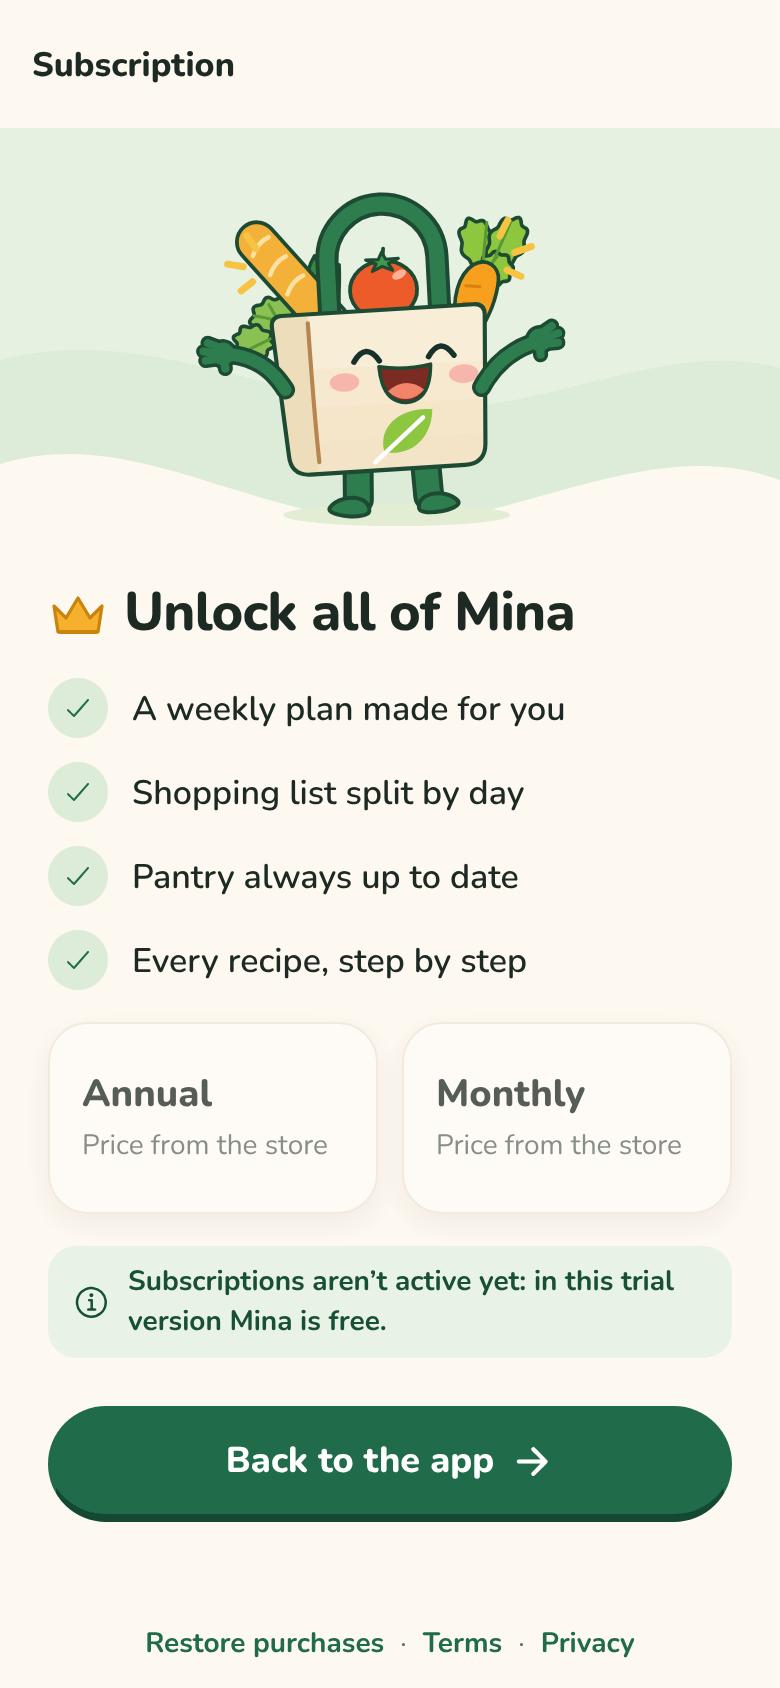 Subscription
Unlock all of Mina
A weekly plan made for you
Shopping list split by day
Pantry always up to date
Every recipe, step by step
Annual
Price from the store
Monthly
Price from the store
Subscriptions aren’t active yet: in this trial
version Mina is free.
Back to the app →
Restore purchases · Terms · Privacy